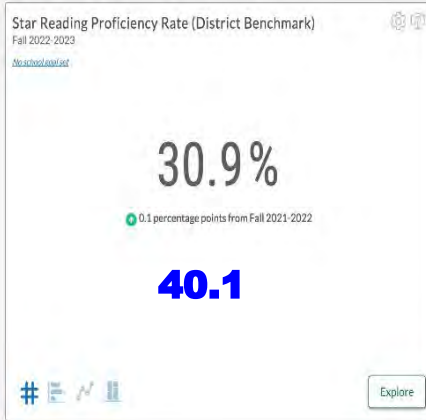 Star Reading Proficiency Rate (District Benchmark)
Fall 2022-2023
No school goal set
30.9%
0.1 percentage points from Fall 2021-2022
40.1
Explore